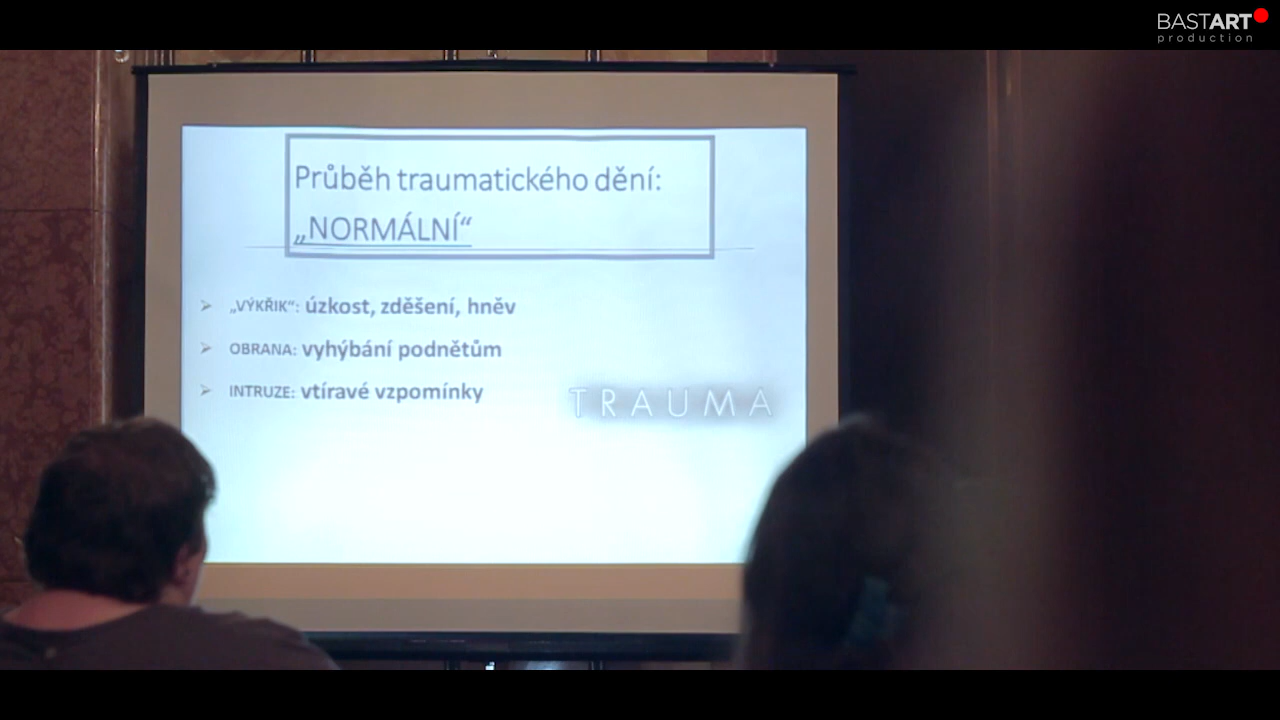 BASTART
production
Průběh traumatického dění:
„NORMÁLNÍ“
„VÝKŘIK“: úzkost, zděšení, hněv
OBRANA: vyhýbání podnětům
INTRUZE: vtíravé vzpomínky
TRAUMA